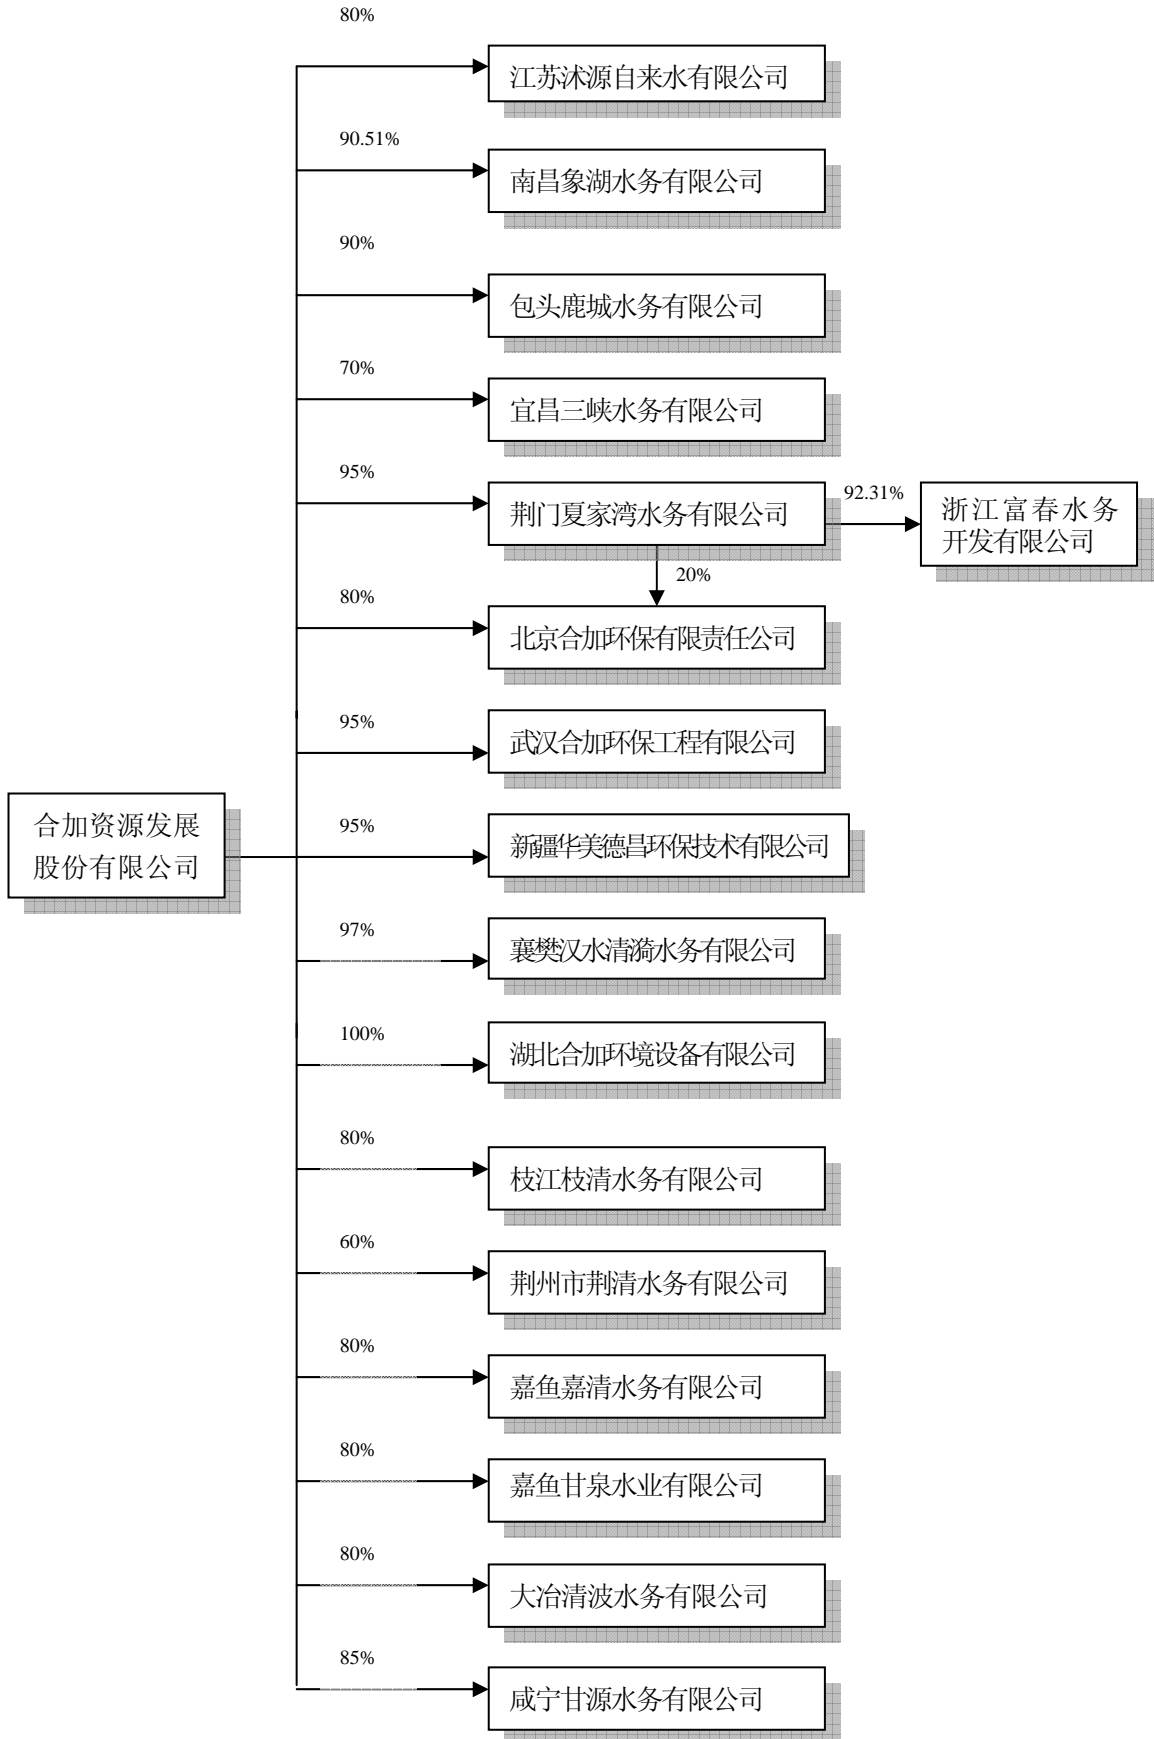 80%
江苏沭源自来水有限公司
90.51%
南昌象湖水务有限公司
90%
包头鹿城水务有限公司
70%
宜昌三峡水务有限公司
95%
荆门夏家湾水务有限公司
92.31%
浙江富春水务
开发有限公司
20%
80%
北京合加环保有限责任公司
95%
武汉合加环保工程有限公司
合加资源发展
股份有限公司
95%
新疆华美德昌环保技术有限公司
97%
襄樊汉水清漪水务有限公司
100%
湖北合加环境设备有限公司
80%
枝江枝清水务有限公司
60%
荆州市荆清水务有限公司
80%
嘉鱼嘉清水务有限公司
80%
嘉鱼甘泉水业有限公司
80%
大冶清波水务有限公司
85%
咸宁甘源水务有限公司